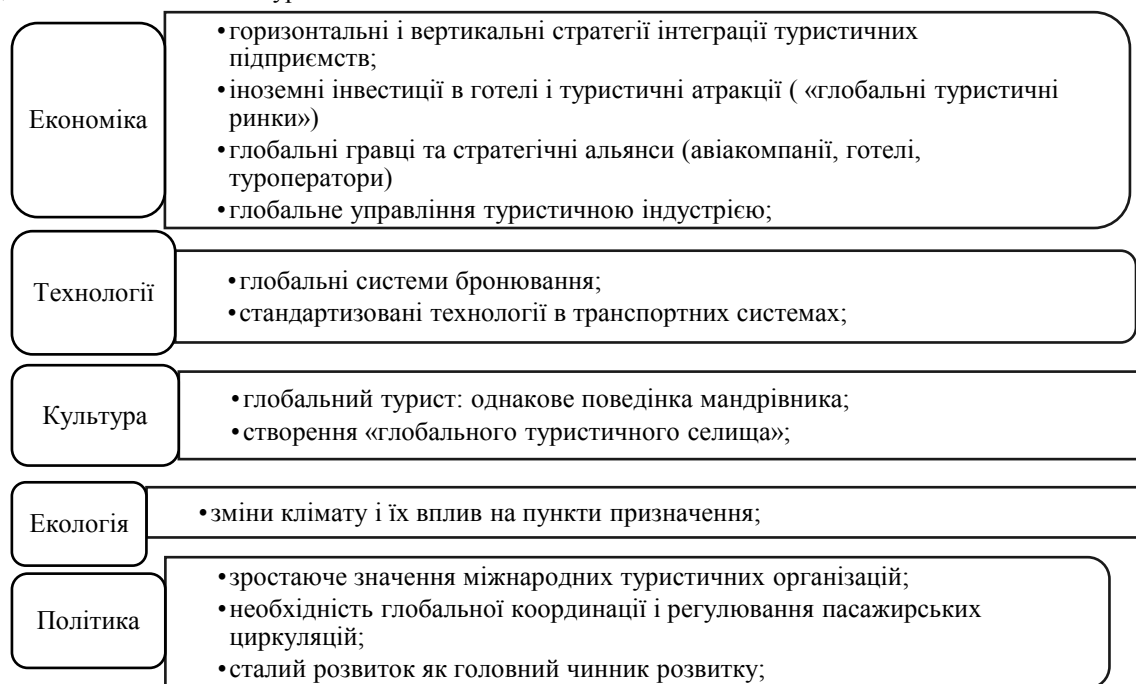 Економіка
•горизонтальні і вертикальні стратегії інтеграції туристичних
підприємств;
•іноземні інвестиції в готелі і туристичні атракції ( «глобальні туристичні
ринки»)
•глобальні гравці та стратегічні альянси (авіакомпанії, готелі,
туроператори)
•глобальне управління туристичною індустрією;
Технології
•глобальні системи бронювання;
•стандартизовані технології в транспортних системах;
Культура
•глобальний турист: однакове поведінка мандрівника;
•створення «глобального туристичного селища»;
Екологія
•зміни клімату і їх вплив на пункти призначення;
Політика
•зростаюче значення міжнародних туристичних організацій;
•необхідність глобальної координації і регулювання пасажирських
циркуляцій;
•сталий розвиток як головний чинник розвитку;